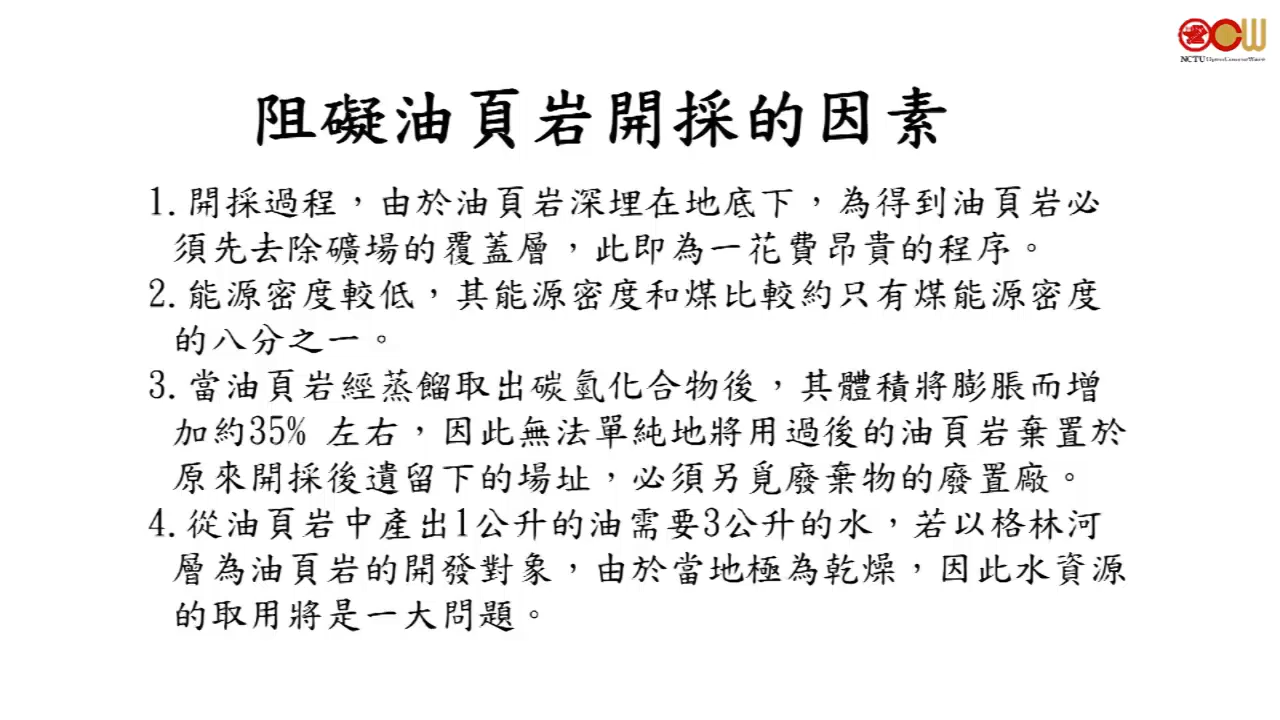 OCW
NCTU OpenCourseWare
阻礙油頁岩開採的因素
1.開採過程，由於油頁岩深埋在地底下，為得到油頁岩必
須先去除礦場的覆蓋層，此即為一花費昂貴的程序。
2.能源密度較低，其能源密度和煤比較約只有煤能源密度
的八分之一。
3.當油頁岩經蒸餾取出碳氫化合物後，其體積將膨脹而增
加約35% 左右，因此無法單純地將用過後的油頁岩棄置於
原來開採後遺留下的場址，必須另覓廢棄物的廢置廠。
4.從油頁岩中產出1公升的油需要3公升的水，若以格林河
層為油頁岩的開發對象，由於當地極為乾燥，因此水資源
的取用將是一大問題。